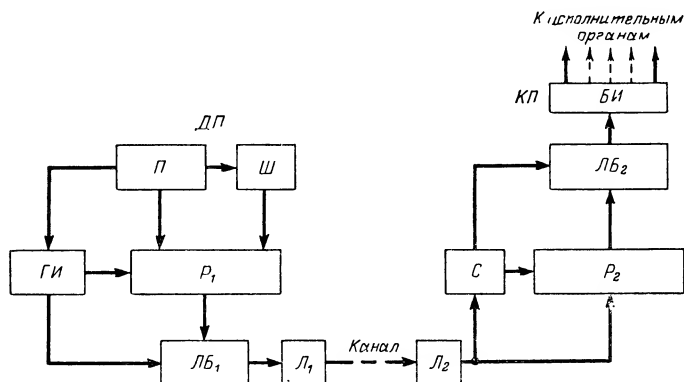 К исполнительным
органам
КП
БИ
ДП
П
Ш
ЛБ₂
ГИ
Р₁
С
Р₂
ЛБ₁
Л₁
Канал
Л₂